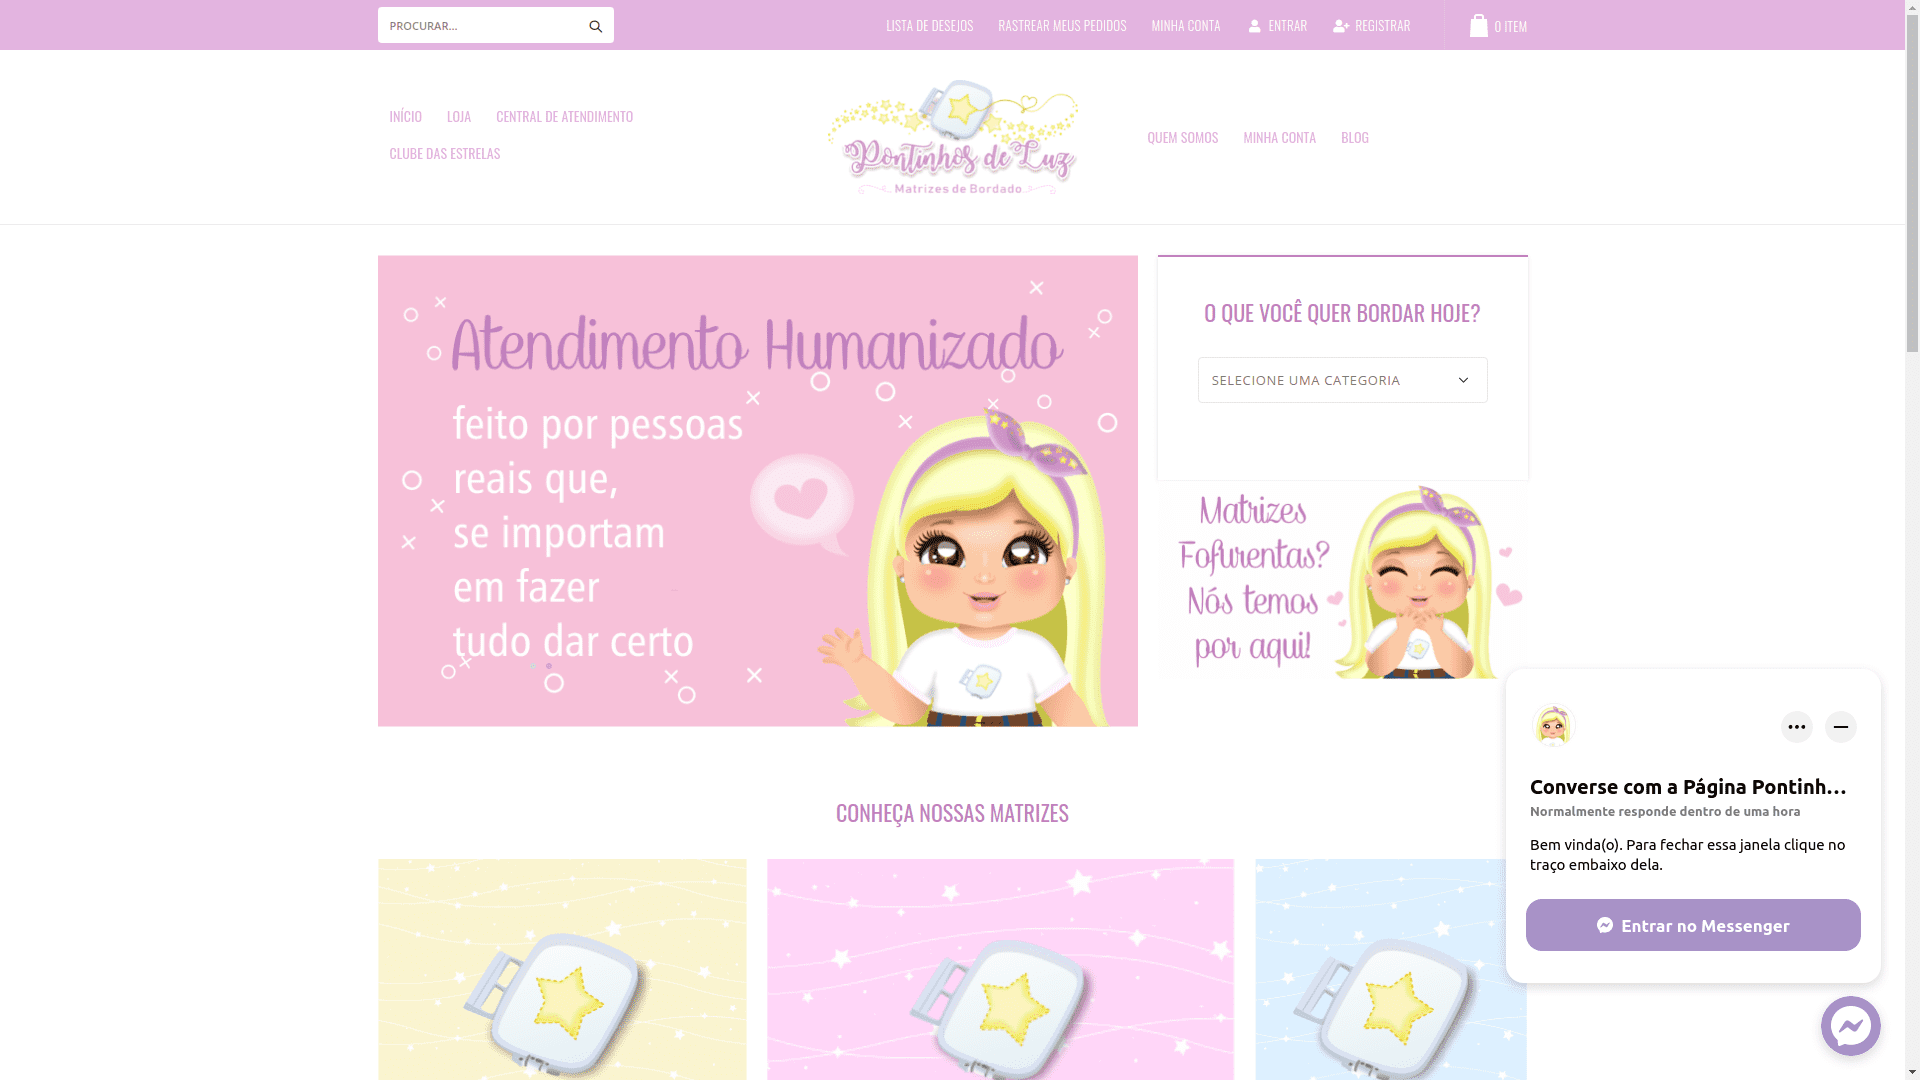 PROCURAR...
LISTA DE DESEJOS
RASTREAR MEUS PEDIDOS
MINHA CONTA
ENTRAR
REGISTRAR
0 ITEM
INÍCIO
LOJA
CENTRAL DE ATENDIMENTO
CLUBE DAS ESTRELAS
Pontinhos de Luz
Matrizes de Bordado
QUEM SOMOS
MINHA CONTA
BLOG
Atendimento Humanizado
feito por pessoas
reais que,
se importam
em fazer
tudo dar certo
O QUE VOCÊ QUER BORDAR HOJE?
SELECIONE UMA CATEGORIA
Matrizes
Fofurentas?
Nós temos
por aqui!
CONHEÇA NOSSAS MATRIZES
Converse com a Página Pontinh...
Normalmente responde dentro de uma hora
Bem vinda(o). Para fechar essa janela clique no
traço embaixo dela.
Entrar no Messenger